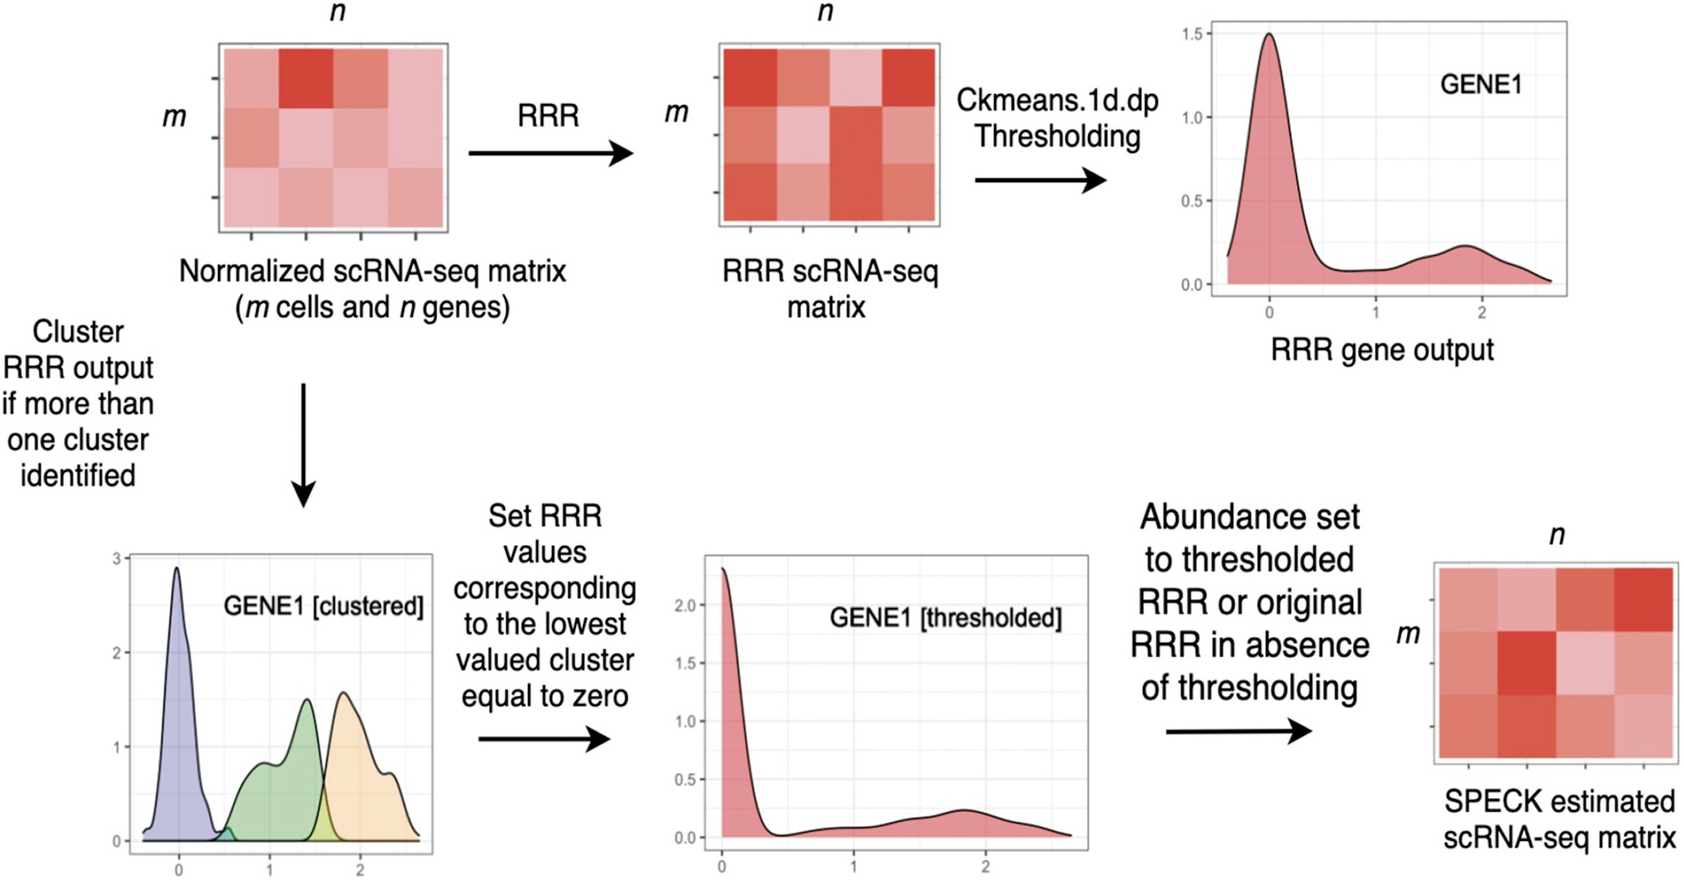 n
m
Normalized scRNA-seq matrix
(m cells and n genes)
RRR
n
m
RRR scRNA-seq
matrix
Ckmeans.1d.dp
Thresholding
1.5
1.0
0.5
0.0
GENE1
0 1 2
RRR gene output
Cluster
RRR output
if more than
one cluster
identified
3
2
1
0
GENE1 [clustered]
0 1 2
Set RRR
values
corresponding
to the lowest
valued cluster
equal to zero
2.0
1.5
1.0
0.5
0.0
GENE1 [thresholded]
0 1 2
Abundance set
to thresholded
RRR or original
RRR in absence
of thresholding
n
m
SPECK estimated
scRNA-seq matrix